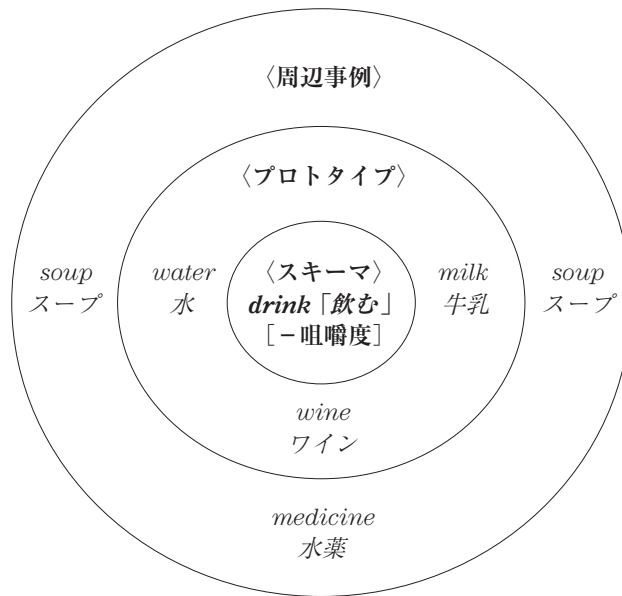 〈周辺事例〉
〈プロトタイプ〉
soup
スープ
water
水
〈スキーマ〉
drink「飲む」
[－咀嚼度]
milk
牛乳
soup
スープ
wine
ワイン
medicine
水薬